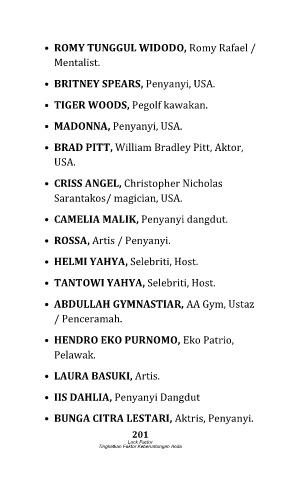 • ROMY TUNGGUL WIDODO, Romy Rafael /
Mentalist.
• BRITNEY SPEARS, Penyanyi, USA.
• TIGER WOODS, Pegolf kawakan.
• MADONNA, Penyanyi, USA.
• BRAD PITT, William Bradley Pitt, Aktor,
USA.
• CRISS ANGEL, Christopher Nicholas
Sarantakos/ magician, USA.
• CAMELIA MALIK, Penyanyi dangdut.
• ROSSA, Artis / Penyanyi.
• HELMI YAHYA, Selebriti, Host.
• TANTOWI YAHYA, Selebriti, Host.
• ABDULLAH GYMNASTIAR, AA Gym, Ustaz
/ Penceramah.
• HENDRO EKO PURNOMO, Eko Patrio,
Pelawak.
• LAURA BASUKI, Artis.
• IIS DAHLIA, Penyanyi Dangdut
• BUNGA CITRA LESTARI, Aktris, Penyanyi.
201
Luck Factor
Tingkatkan Faktor Keberuntungan Anda